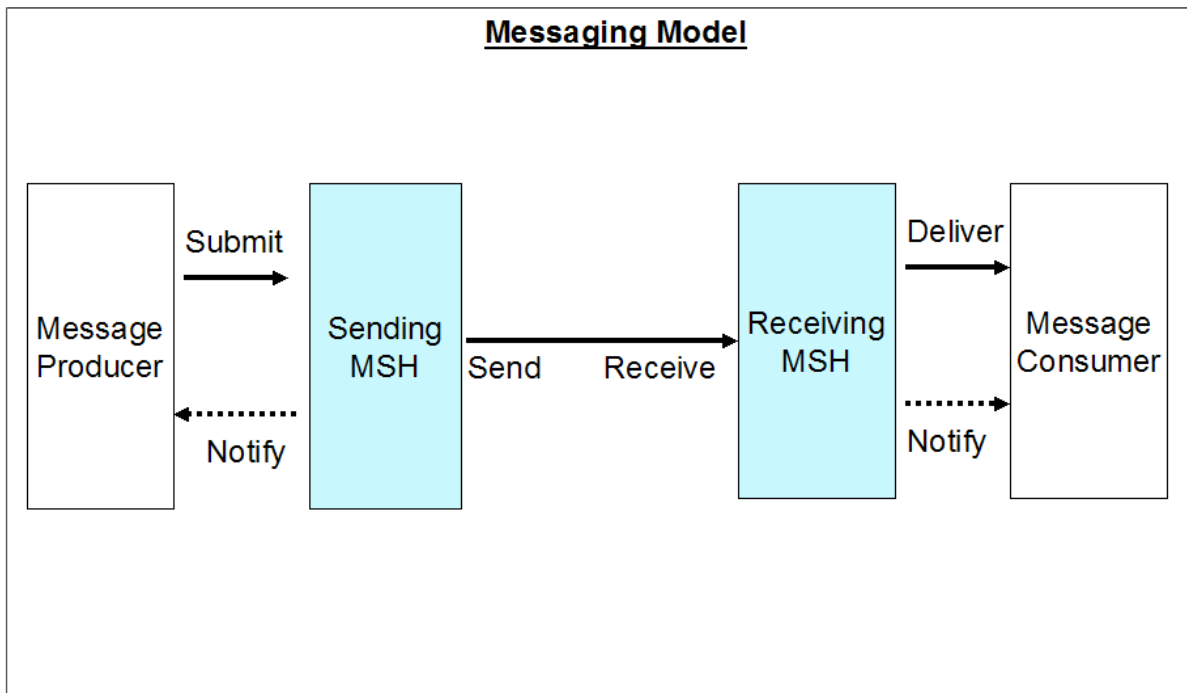 Messaging Model
Submit
Deliver
Message
Producer
Sending
MSH
Receiving
MSH
Message
Consumer
Send
Receive
Notify
Notify